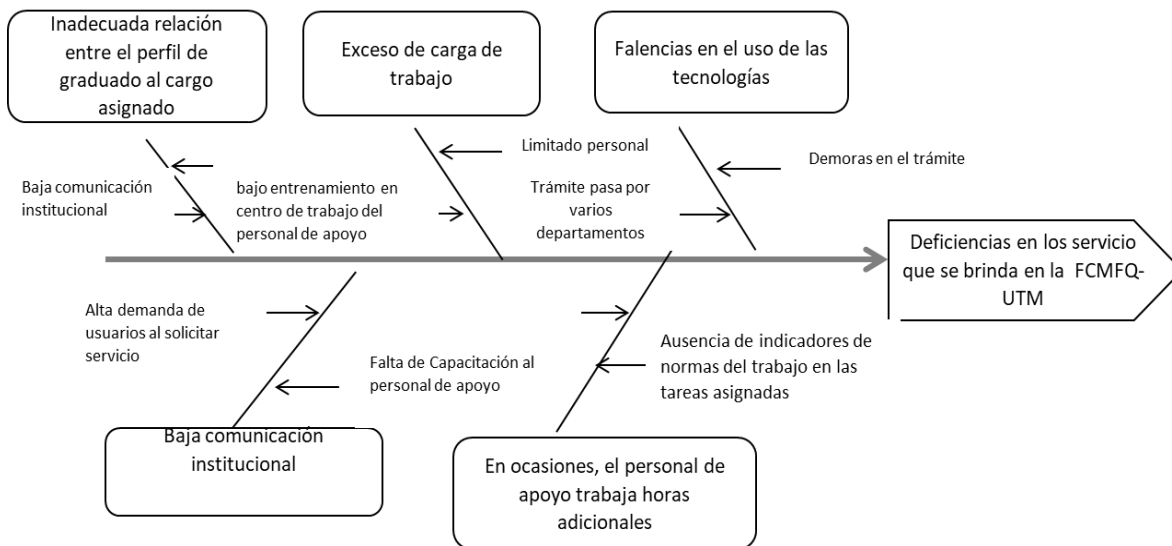 Inadecuada relación
entre el perfil de
graduado al cargo
asignado
Exceso de carga de
trabajo
Falencias en el uso de las
tecnologías
Limitado personal
Demoras en el trámite
Baja comunicación
institucional
bajo entrenamiento en
centro de trabajo del
personal de apoyo
Trámite pasa por
varios
departamentos
Deficiencias en los servicio
que se brinda en la FCMFQ-
UTM
Alta demanda de
usuarios al solicitar
servicio
Falta de Capacitación al
personal de apoyo
Ausencia de indicadores de
normas del trabajo en las
tareas asignadas
Baja comunicación
institucional
En ocasiones, el personal de
apoyo trabaja horas
adicionales